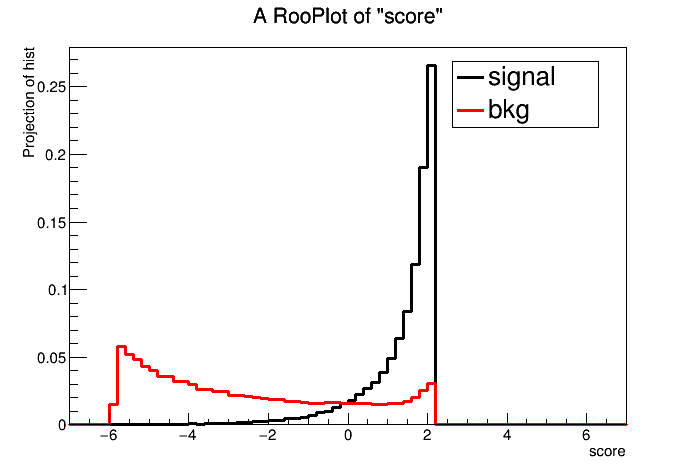 A RooPlot of "score"
Projection of hist
0.25
0.2
0.15
0.1
0.05
0
signal
bkg
−6 −4 −2 0 2 4 6
score